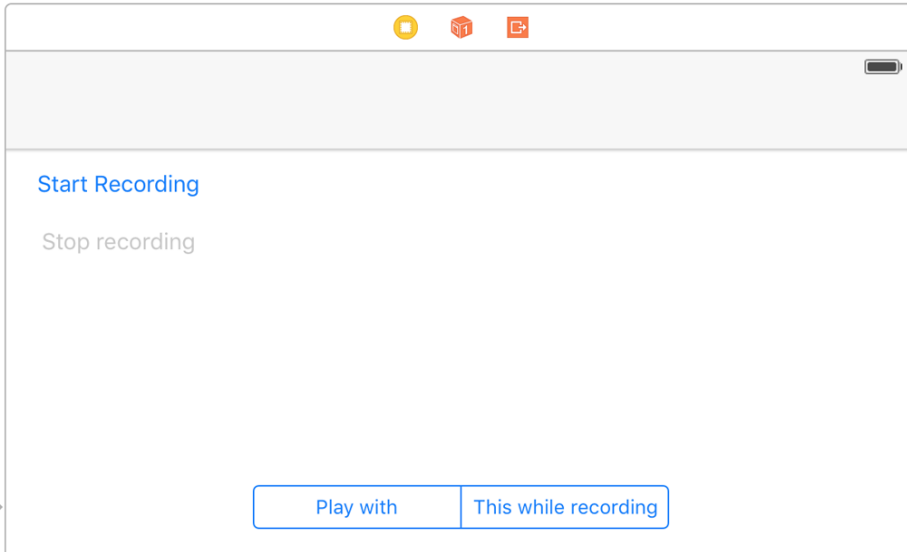 Start Recording
Stop recording
Play with
This while recording